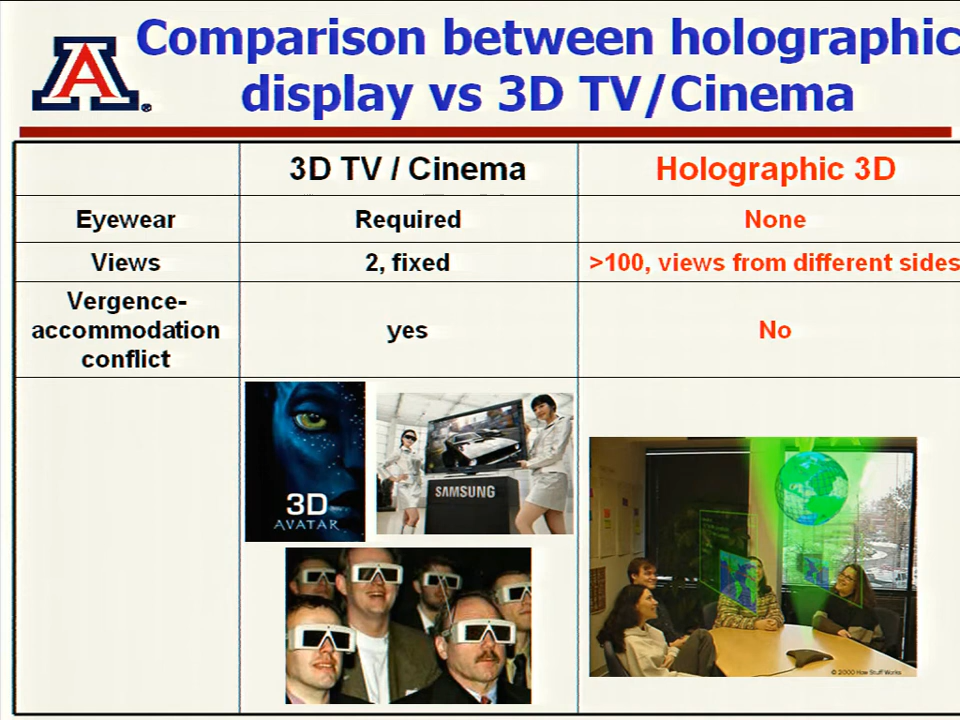 Comparison between holographic
display vs 3D TV/Cinema
A
3D TV / Cinema
Holographic 3D
Eyewear
Required
None
Views
2, fixed
>100, views from different sides
Vergence-
accommodation
conflict
yes
No
3D
AVATAR
SAMSUNG
© 2000 How Stuff Works